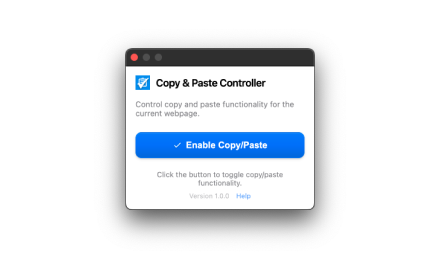 Copy & Paste Controller
Control copy and paste functionality for the
current webpage.
✓ Enable Copy/Paste
Click the button to toggle copy/paste
functionality.
Version 1.0.0 Help